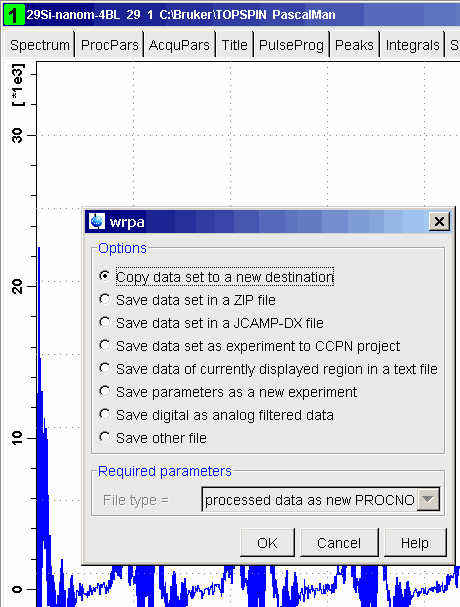 1 29Si-nanom-4BL 29 1 C:\Bruker\TOPSPIN PascalMan
Spectrum ProcPars AcquPars Title PulseProg Peaks Integrals S
[ *1e3]
30
20
10
0
wrpa
Options
Copy data set to a new destination
Save data set in a ZIP file
Save data set in a JCAMP-DX file
Save data set as experiment to CCPN project
Save data of currently displayed region in a text file
Save parameters as a new experiment
Save digital as analog filtered data
Save other file
Required parameters
File type = processed data as new PROCNO
OK Cancel Help